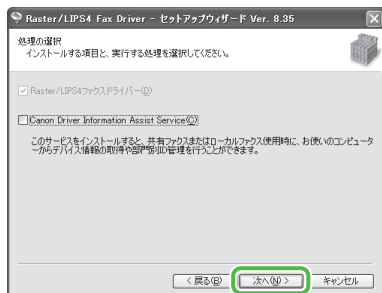 Raster/LIPS4 Fax Driver - セットアップウィザード Ver. 8.35
処理の選択
インストールする項目と、実行する処理を選択してください。
Raster/LIPS4ファクスドライバー(D)
Canon Driver Information Assist Service(C)
このサービスをインストールすると、共有ファクスまたはローカルファクス使用時に、お使いのコンピュータ
ーからデバイス情報の取得や部門別ID管理を行うことができます。
< 戻る(B)
次へ(N) >
キャンセル